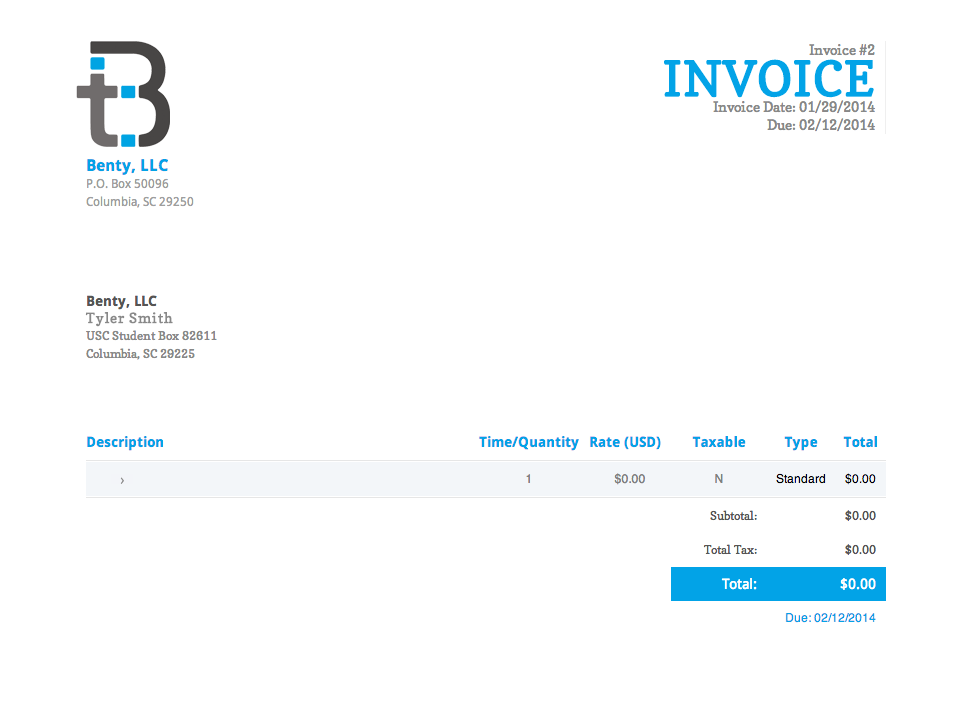 tB
Invoice #2
INVOICE
Invoice Date: 01/29/2014
Due: 02/12/2014
Benty, LLC
P.O. Box 50096
Columbia, SC 29250
Benty, LLC
Tyler Smith
USC Student Box 82611
Columbia, SC 29225
Description Time/Quantity Rate (USD) Taxable Type Total
› 1 $0.00 N Standard $0.00
Subtotal: $0.00
Total Tax: $0.00
Total: $0.00
Due: 02/12/2014